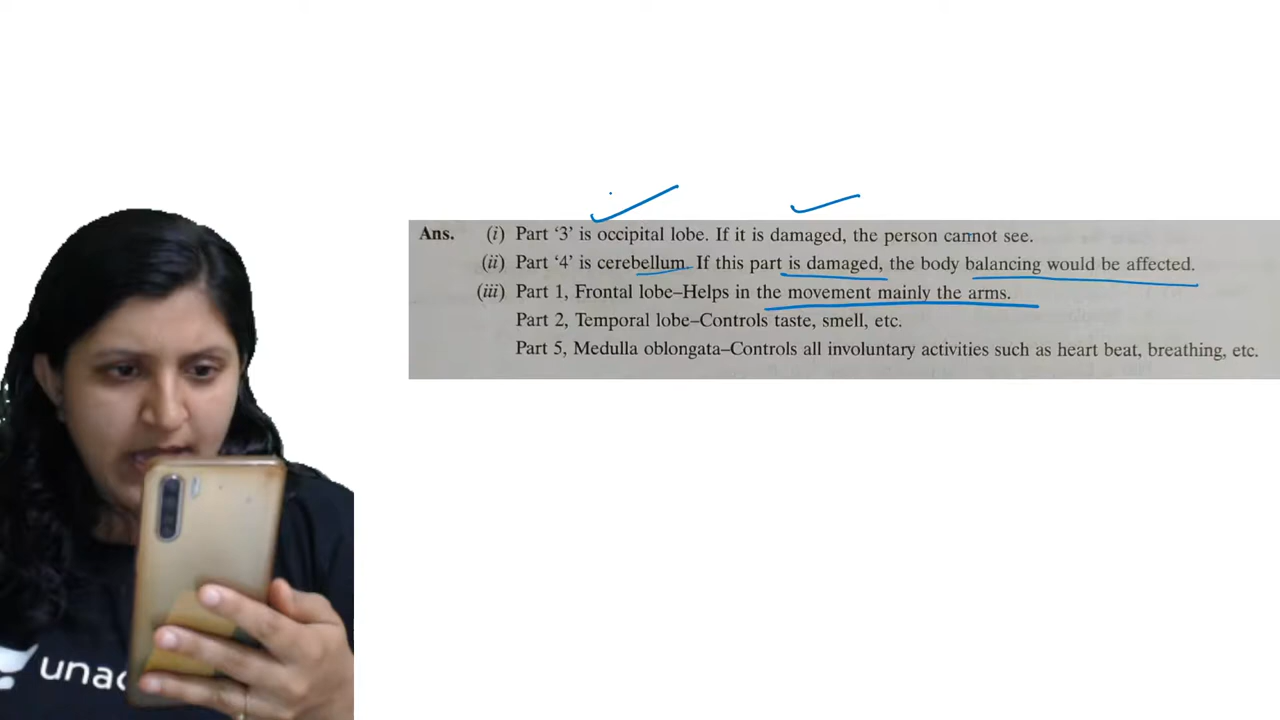 Ans. (i) Part ‘3’ is occipital lobe. If it is damaged, the person cannot see.
(ii) Part ‘4’ is cerebellum. If this part is damaged, the body balancing would be affected.
(iii) Part 1, Frontal lobe–Helps in the movement mainly the arms.
Part 2, Temporal lobe–Controls taste, smell, etc.
Part 5, Medulla oblongata–Controls all involuntary activities such as heart beat, breathing, etc.
unac